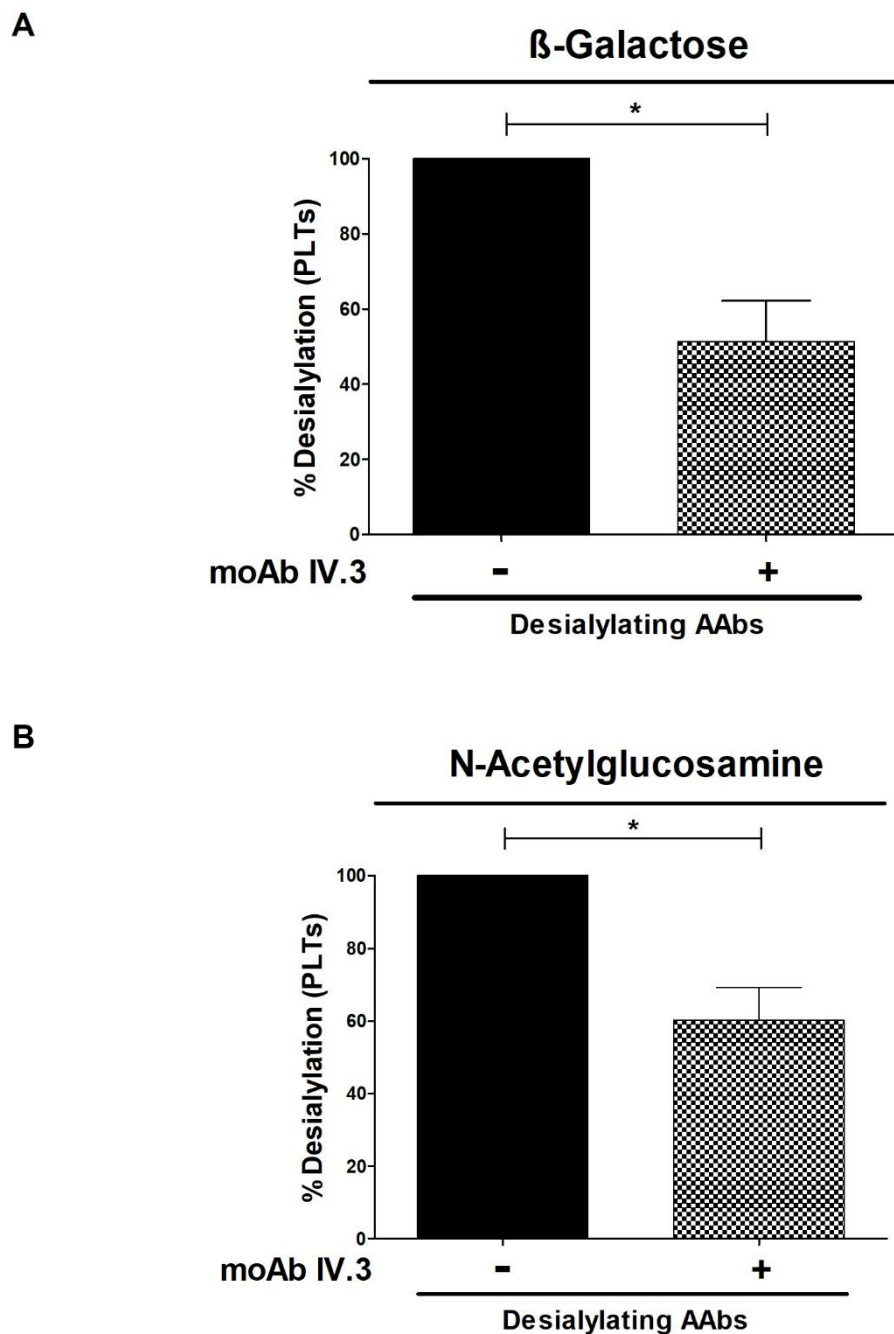 A
ß-Galactose
*
% Desialylation (PLTs)
100
80
60
40
20
0
moAb IV.3 - +
Desialylating AAbs
B
N-Acetylglucosamine
*
% Desialylation (PLTs)
100
80
60
40
20
0
moAb IV.3 - +
Desialylating AAbs